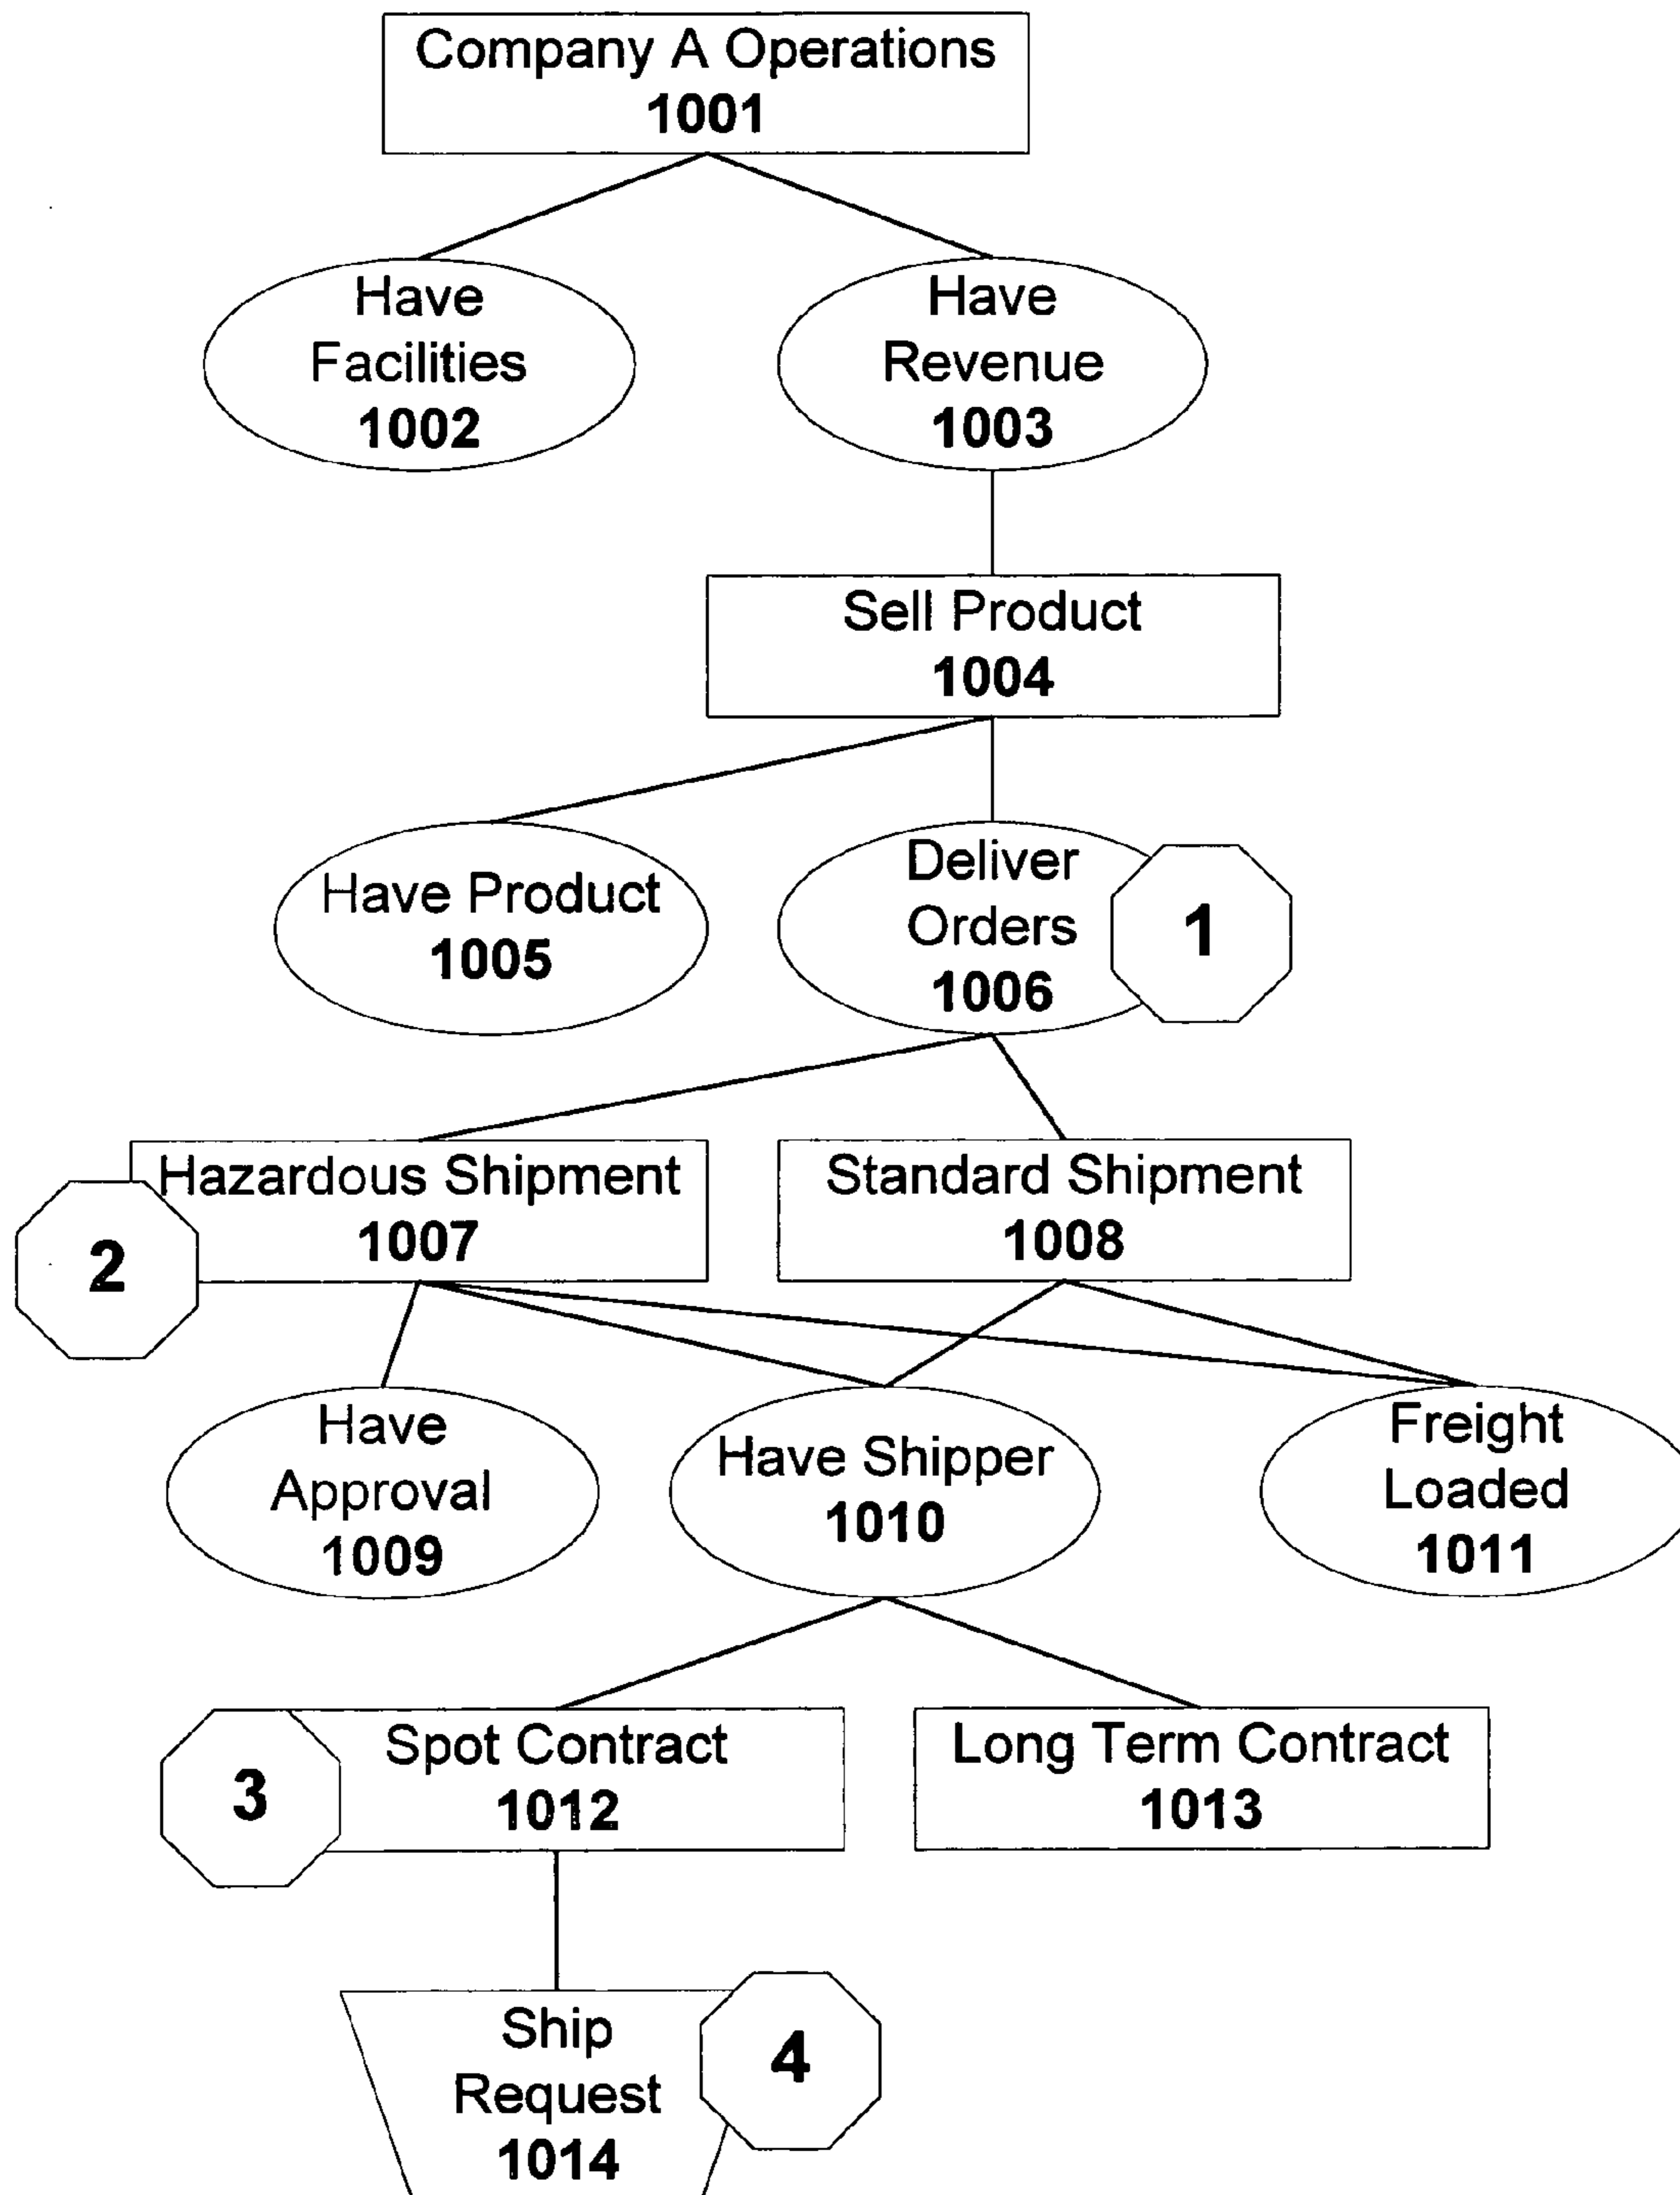 Company A Operations
1001
Have
Facilities
1002
Have
Revenue
1003
Sell Product
1004
Have Product
1005
Deliver
Orders
1006
1
Hazardous Shipment
1007
2
Standard Shipment
1008
Have
Approval
1009
Have Shipper
1010
Freight
Loaded
1011
3
Spot Contract
1012
Long Term Contract
1013
Ship
Request
1014
4